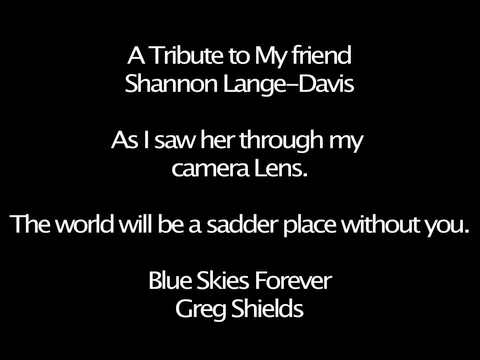 A Tribute to My friend
Shannon Lange-Davis
As I saw her through my
camera Lens.
The world will be a sadder place without you.
Blue Skies Forever
Greg Shields